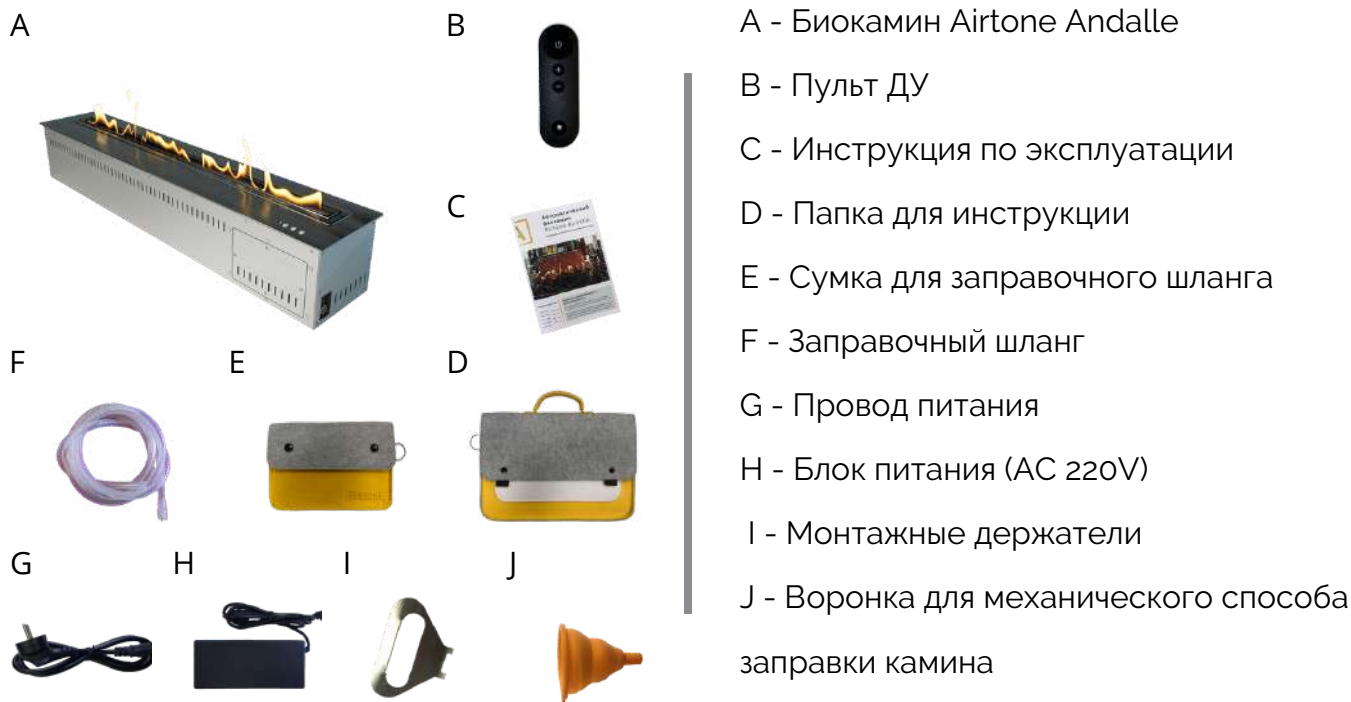 A
B
C
F
E
D
G
H
I
J
A - Биокамин Airtone Andalle
B - Пульт ДУ
C - Инструкция по эксплуатации
D - Папка для инструкции
E - Сумка для заправочного шланга
F - Заправочный шланг
G - Провод питания
H - Блок питания (AC 220V)
I - Монтажные держатели
J - Воронка для механического способа
заправки камина